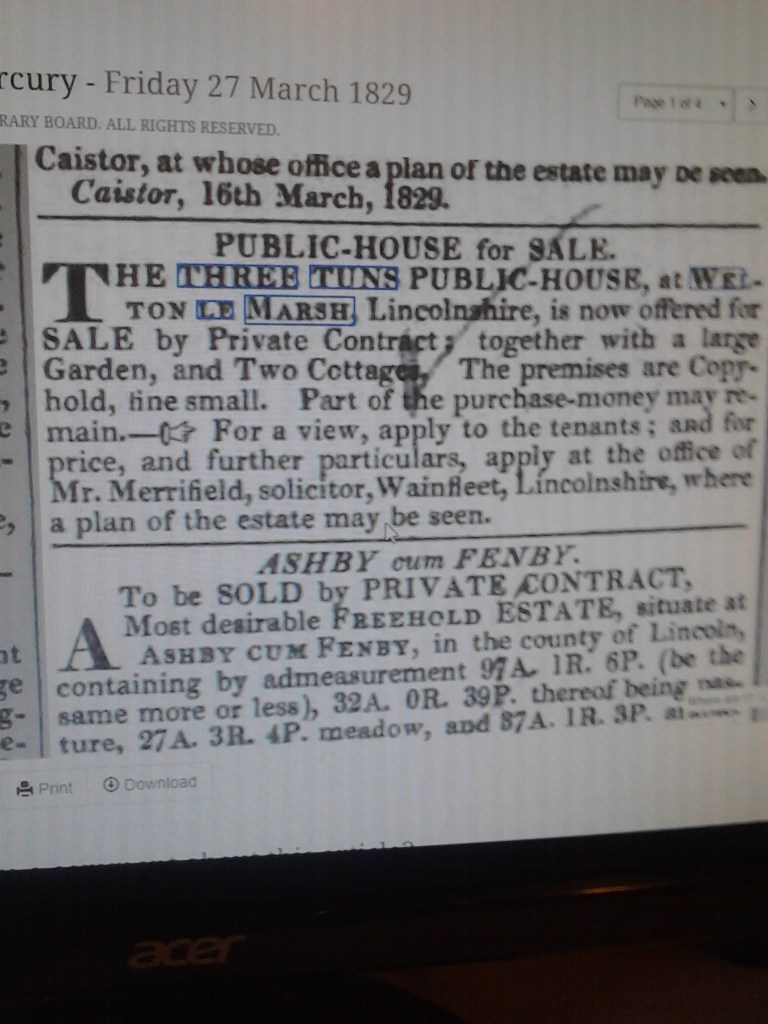 rcury - Friday 27 March 1829
Page 1 of 4
RARY BOARD. ALL RIGHTS RESERVED.
Caistor, at whose office a plan of the estate may be seen.
Caistor, 16th March, 1829.
PUBLIC-HOUSE for SALE.
THE THREE TUNS PUBLIC-HOUSE, at WEL-
TON LE MARSH, Lincolnshire, is now offered for
SALE by Private Contract; together with a large
Garden, and Two Cottages. The premises are Copy-
hold, fine small. Part of the purchase-money may re-
main.—☞ For a view, apply to the tenants; and for
price, and further particulars, apply at the office of
Mr. Merrifield, solicitor, Wainfleet, Lincolnshire, where
a plan of the estate may be seen.
ASHBY cum FENBY.
To be SOLD by PRIVATE CONTRACT,
A Most desirable FREEHOLD ESTATE, situate at
ASHBY CUM FENBY, in the county of Lincoln,
containing by admeasurement 97A. 1R. 6P. (be the
same more or less), 32A. 0R. 39P. thereof being pas-
ture, 27A. 3R. 4P. meadow, and 37A. 1R. 3P.
Print
Download
acer